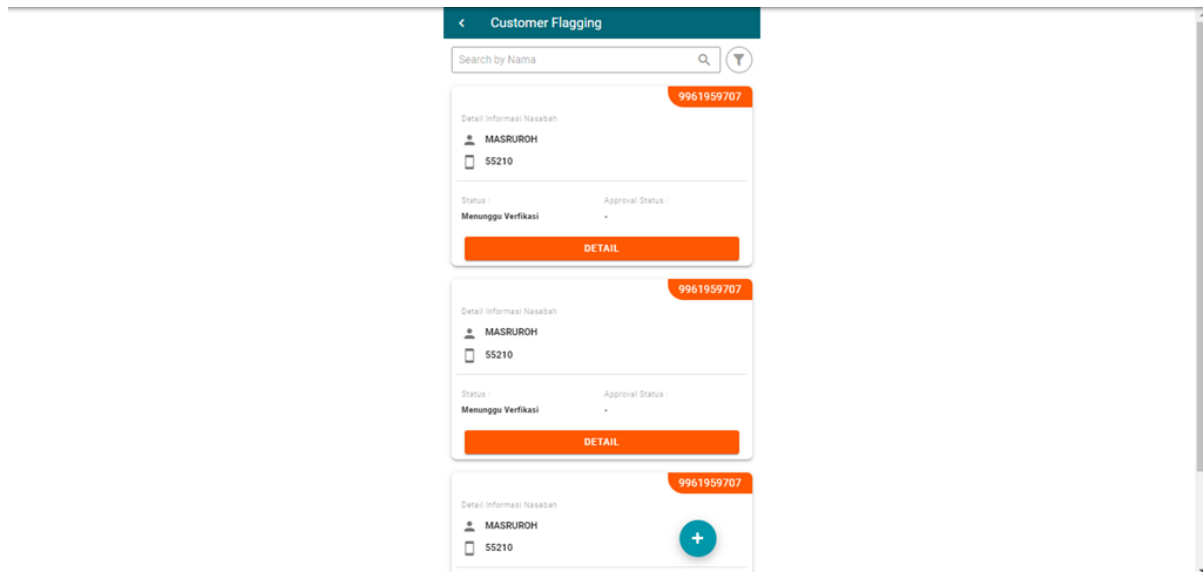 Customer Flagging
Search by Nama
9961959707
Detail Informasi Nasabah
MASRUROH
55210
Status : Approval Status :
Menunggu Verfikasi -
DETAIL
9961959707
Detail Informasi Nasabah
MASRUROH
55210
Status : Approval Status :
Menunggu Verfikasi -
DETAIL
9961959707
Detail Informasi Nasabah
MASRUROH
55210